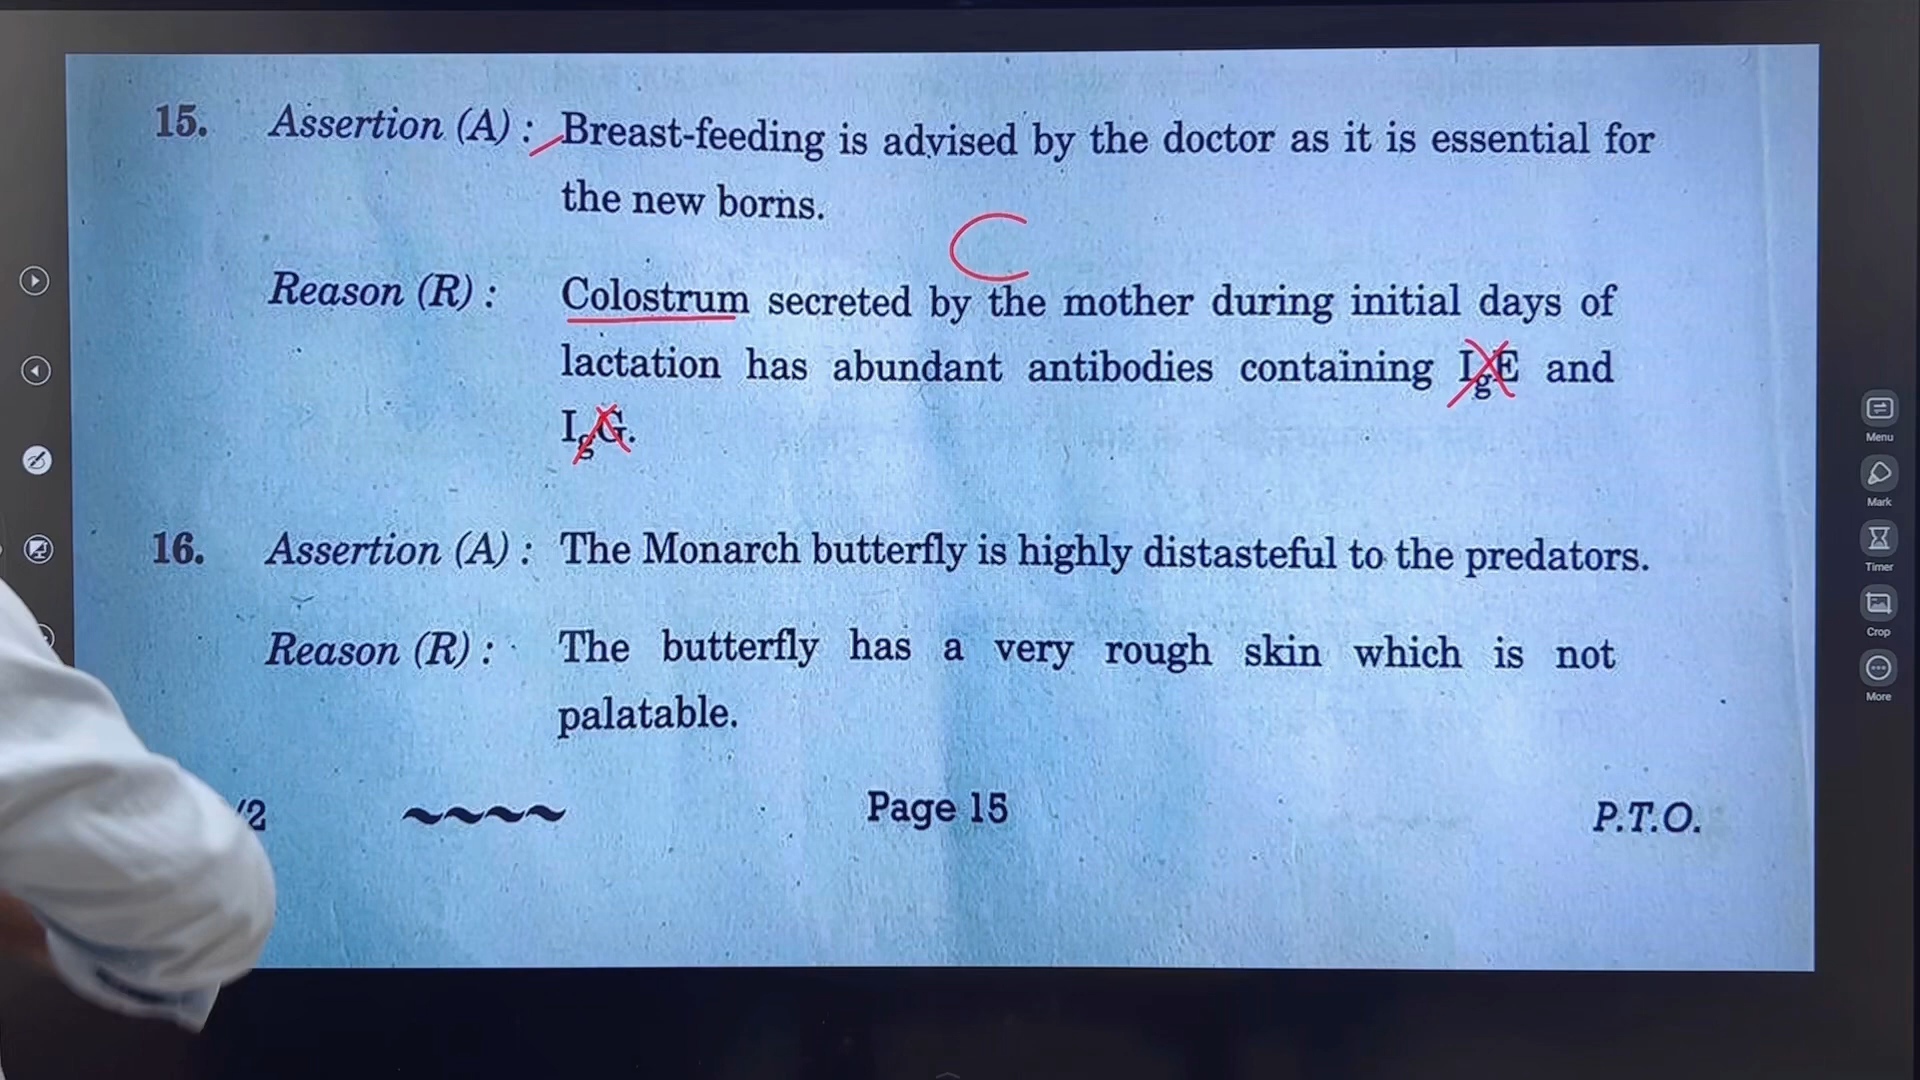 15. Assertion (A) : Breast-feeding is advised by the doctor as it is essential for
the new borns.
C
Reason (R) : Colostrum secreted by the mother during initial days of
lactation has abundant antibodies containing IgE and
IgG.
16. Assertion (A) : The Monarch butterfly is highly distasteful to the predators.
Reason (R) : The butterfly has a very rough skin which is not
palatable.
/2 Page 15 P.T.O.
Menu
Mark
Timer
Crop
More